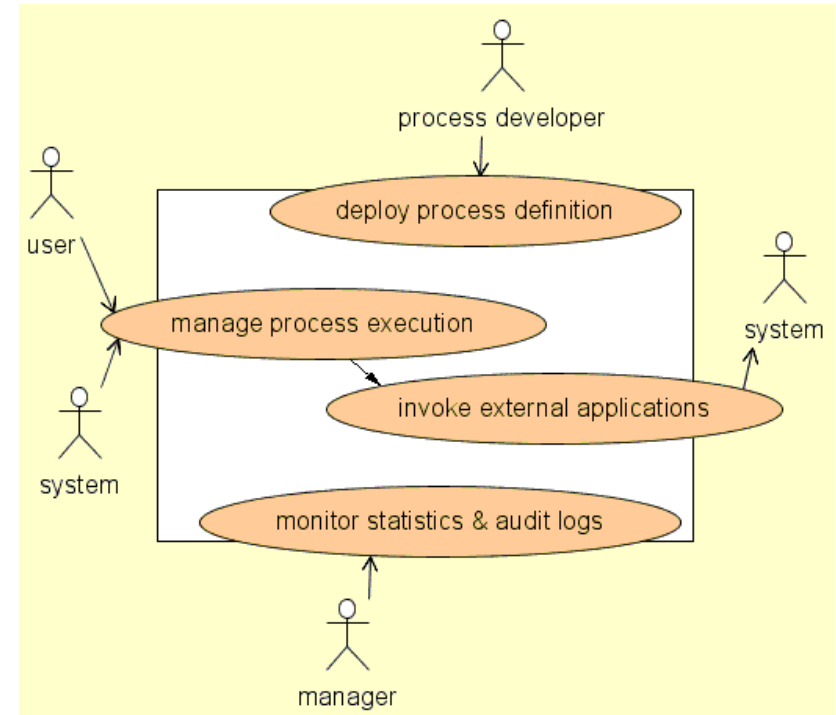 process developer
deploy process definition
user
system
manage process execution
invoke external applications
system
monitor statistics & audit logs
manager